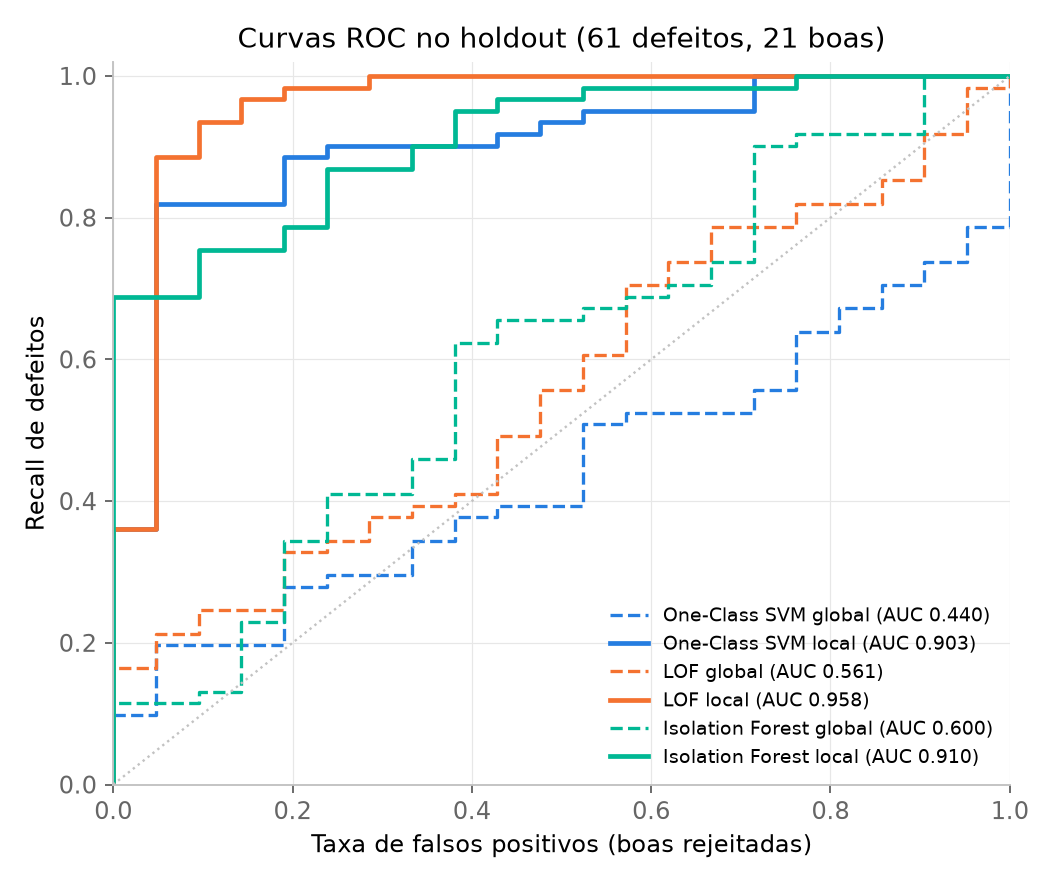 Curvas ROC no holdout (61 defeitos, 21 boas)
1.0
0.8
0.6
0.4
0.2
0.0
Recall de defeitos
0.0 0.2 0.4 0.6 0.8 1.0
Taxa de falsos positivos (boas rejeitadas)
One-Class SVM global (AUC 0.440)
One-Class SVM local (AUC 0.903)
LOF global (AUC 0.561)
LOF local (AUC 0.958)
Isolation Forest global (AUC 0.600)
Isolation Forest local (AUC 0.910)